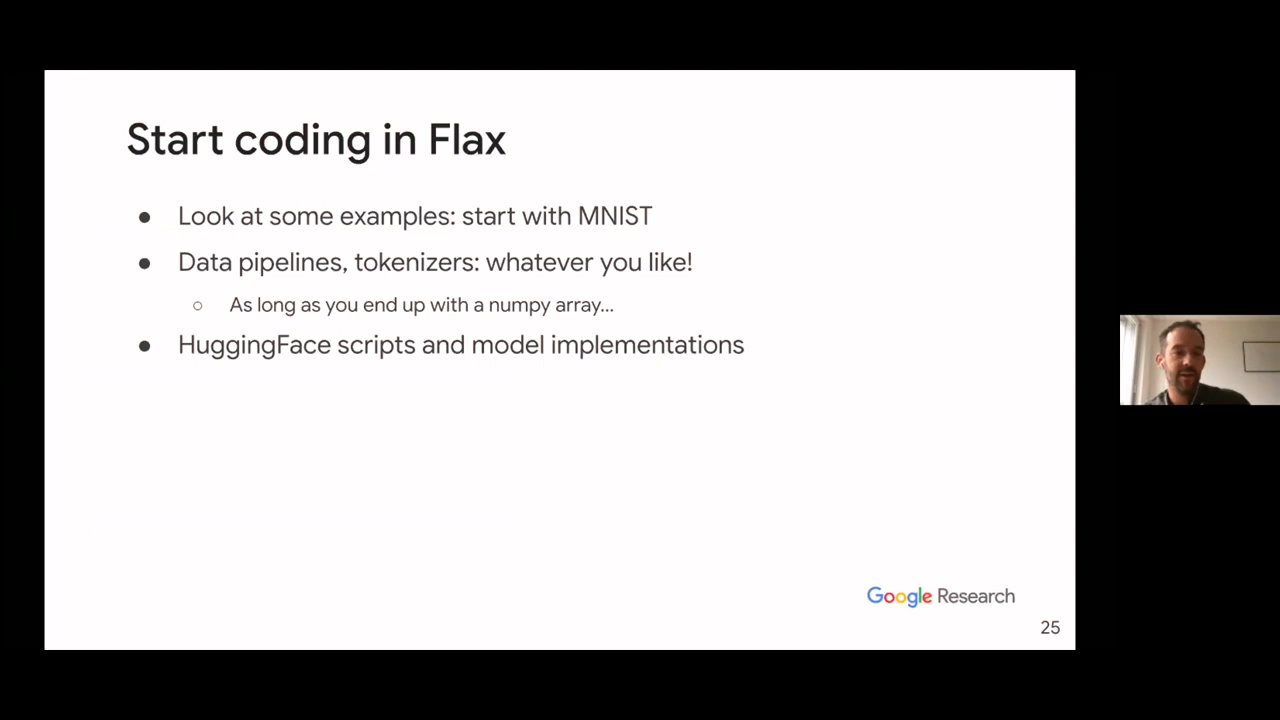 Start coding in Flax
● Look at some examples: start with MNIST
● Data pipelines, tokenizers: whatever you like!
○ As long as you end up with a numpy array...
● HuggingFace scripts and model implementations
Google Research
25